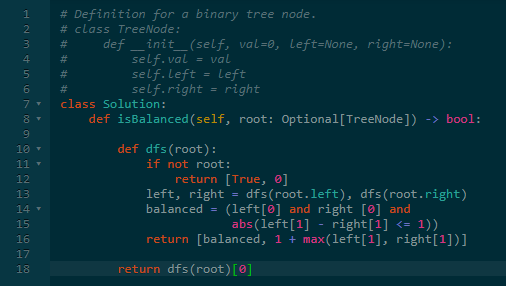 1 # Definition for a binary tree node.
2 # class TreeNode:
3 #     def __init__(self, val=0, left=None, right=None):
4 #         self.val = val
5 #         self.left = left
6 #         self.right = right
7 class Solution:
8     def isBalanced(self, root: Optional[TreeNode]) -> bool:
9
10         def dfs(root):
11             if not root:
12                 return [True, 0]
13             left, right = dfs(root.left), dfs(root.right)
14             balanced = (left[0] and right [0] and
15                         abs(left[1] - right[1] <= 1))
16             return [balanced, 1 + max(left[1], right[1])]
17
18         return dfs(root)[0]